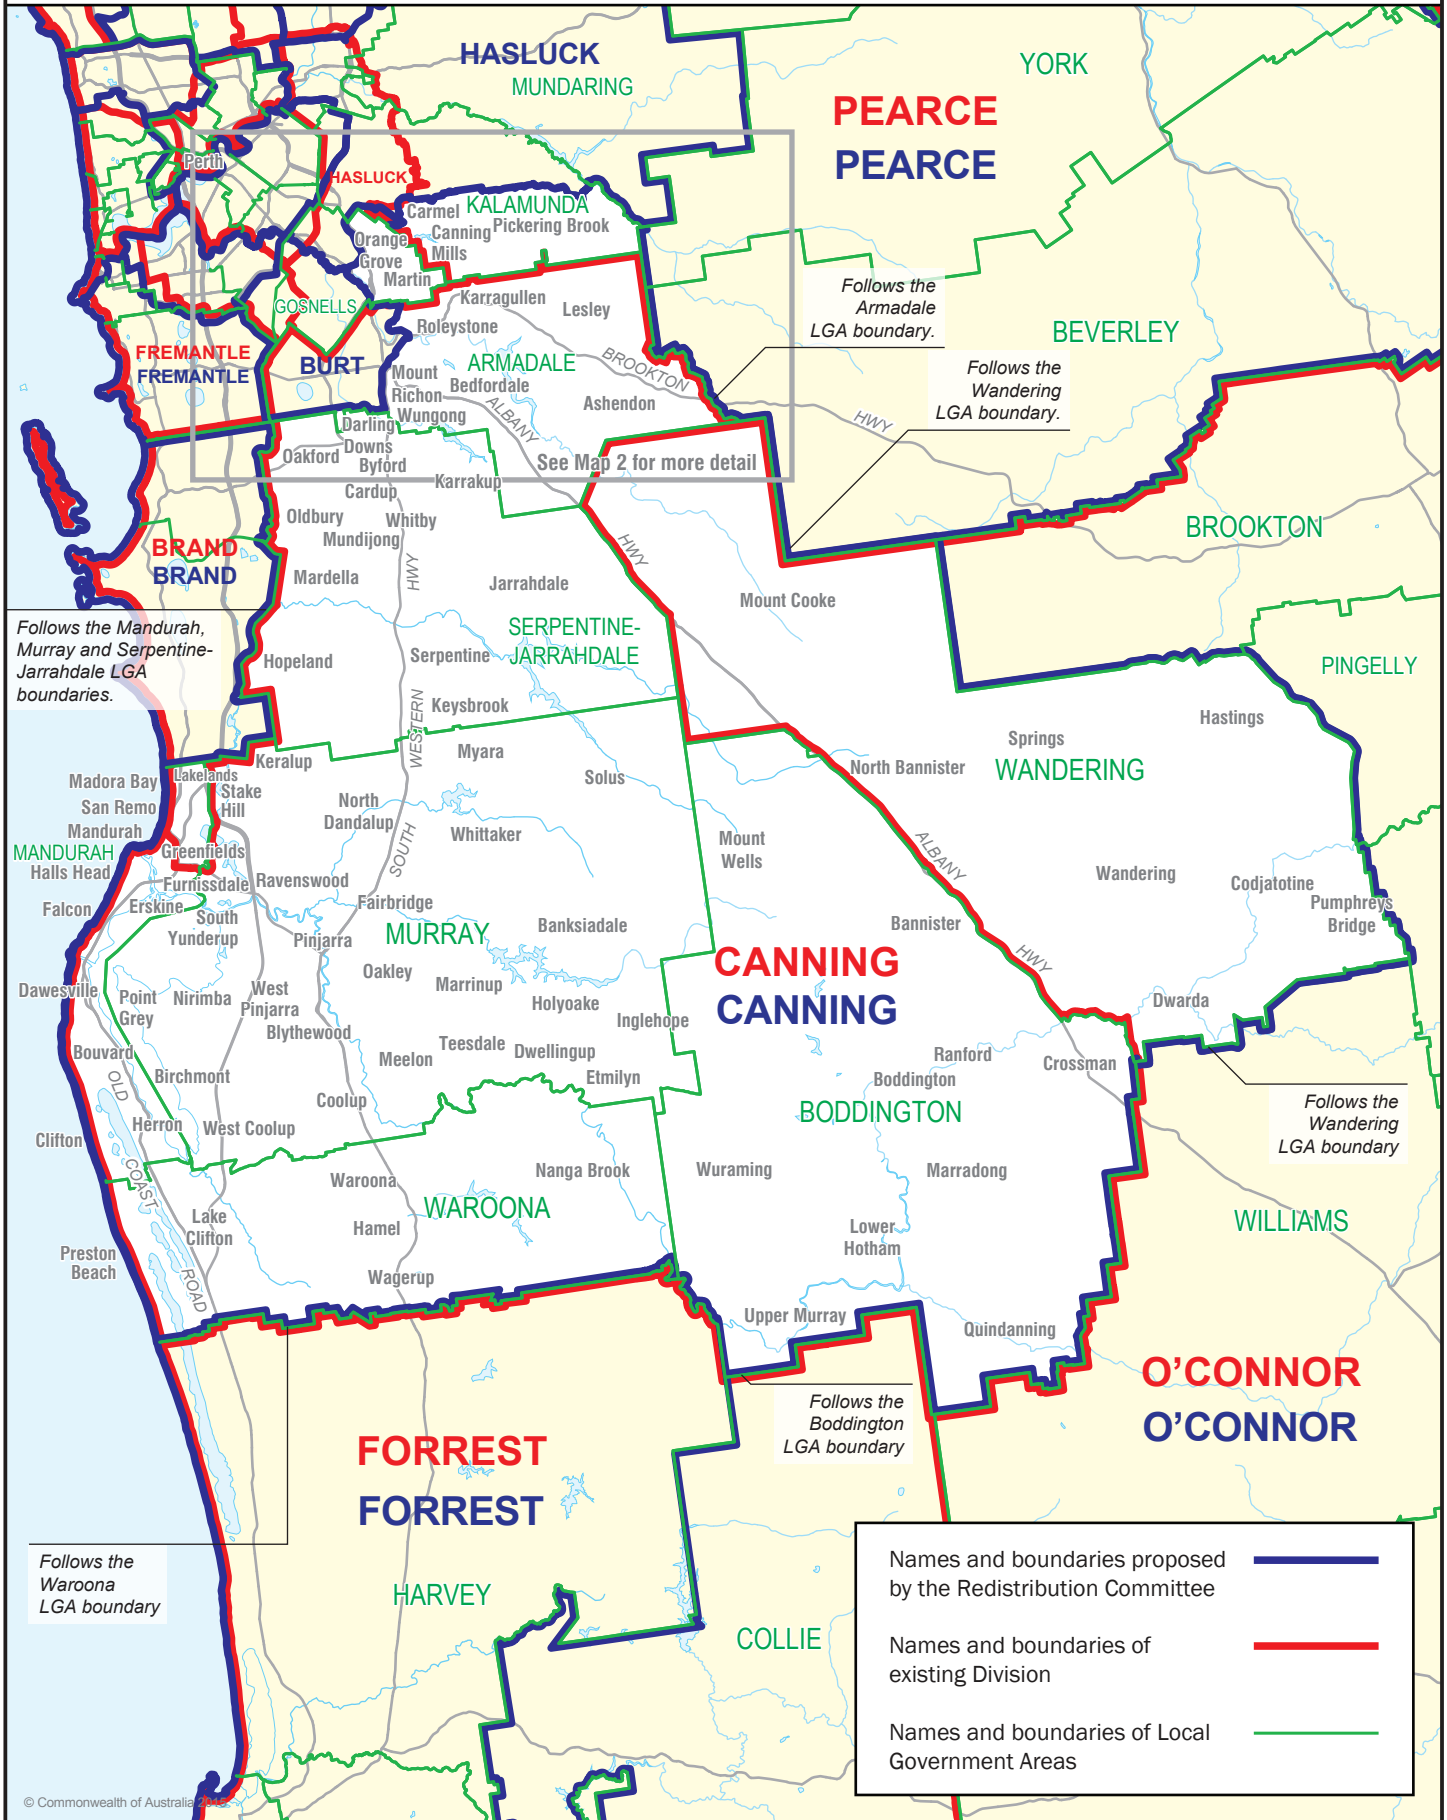 HASLUCK
MUNDARING
YORK
PEARCE
PEARCE
Perth
HASLUCK
KALAMUNDA
Carmel
Canning
Mills
Pickering Brook
Orange
Grove
Martin
GOSNELLS
Karragullen
Lesley
Roleystone
Follows the
Armadale
LGA boundary.
BEVERLEY
FREMANTLE
FREMANTLE
BURT
ARMADALE
BROOKTON
Mount
Richon
Bedfordale
Wungong
Ashendon
ALBANY
HWY
Follows the
Wandering
LGA boundary.
Darling
Downs
Oakford
Byford
See Map 2 for more detail
Cardup
Karrakup
Oldbury
Whitby
Mundijong
HWY
HWY
BROOKTON
BRAND
BRAND
Mardella
Jarrahdale
Mount Cooke
Follows the Mandurah,
Murray and Serpentine-
Jarrahdale LGA
boundaries.
SERPENTINE-
JARRAHDALE
Hopeland
Serpentine
PINGELLY
Keysbrook
WESTERN
Hastings
Springs
WANDERING
Keralup
Myara
Solus
North Bannister
Madora Bay
Lakelands
San Remo
Stake
Hill
Mandurah
North
Dandalup
Whittaker
SOUTH
Mount
Wells
ALBANY
MANDURAH
Greenfields
Halls Head
Furnissdale
Ravenswood
Wandering
Codjatotine
Falcon
Erskine
South
Yunderup
Fairbridge
Pumphreys
Bridge
Banksiadale
Bannister
Pinjarra
MURRAY
HWY
CANNING
CANNING
Oakley
Marrinup
Dawesville
Point
Grey
Nirimba
West
Pinjarra
Holyoake
Dwarda
Blythewood
Inglehope
Bouvard
Teesdale
Dwellingup
Meelon
Ranford
Crossman
OLD
Birchmont
Etmilyn
Boddington
Coolup
BODDINGTON
Follows the
Wandering
LGA boundary
Herron
West Coolup
Clifton
COAST
Waroona
Nanga Brook
Wuraming
Marradong
Lake
Clifton
WAROONA
Hamel
Lower
Hotham
WILLIAMS
Preston
Beach
ROAD
Wagerup
Upper Murray
Quindanning
O'CONNOR
O'CONNOR
Follows the
Boddington
LGA boundary
FORREST
FORREST
Follows the
Waroona
LGA boundary
HARVEY
COLLIE
Names and boundaries proposed
by the Redistribution Committee
Names and boundaries of
existing Division
Names and boundaries of Local
Government Areas
© Commonwealth of Australia